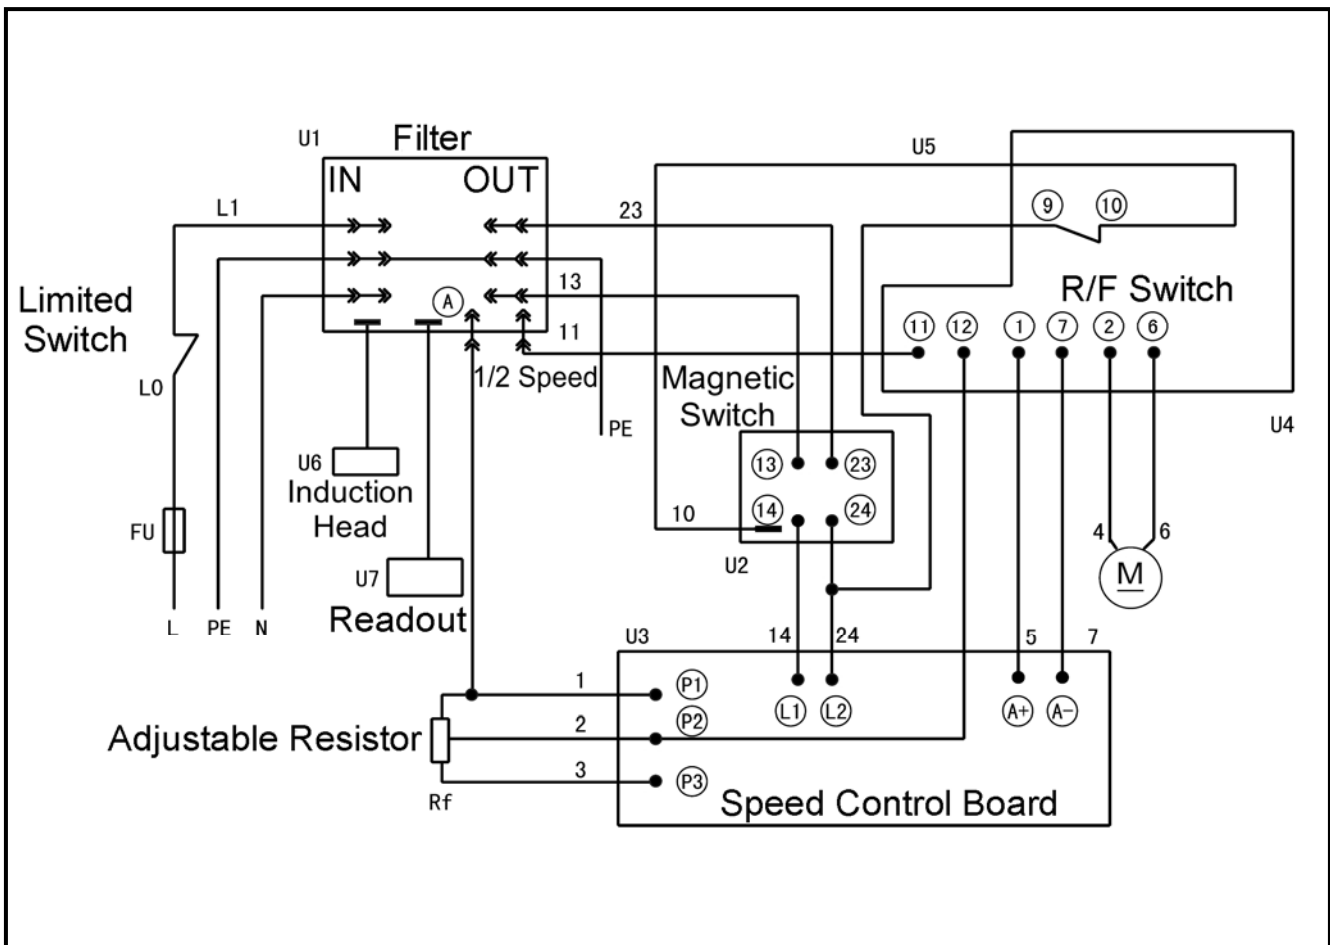 U1
Filter
IN
OUT
U5
L1
23
9
10
Limited
Switch
A
13
R/F Switch
11
11
12
1
7
2
6
L0
1/2 Speed
Magnetic
Switch
PE
U4
U6
13
23
Induction
Head
14
24
10
FU
4
6
M
U7
U2
Readout
L
PE
N
U3
14
24
5
7
1
P1
L1
L2
A+
A-
P2
2
Adjustable Resistor
3
P3
Rf
Speed Control Board